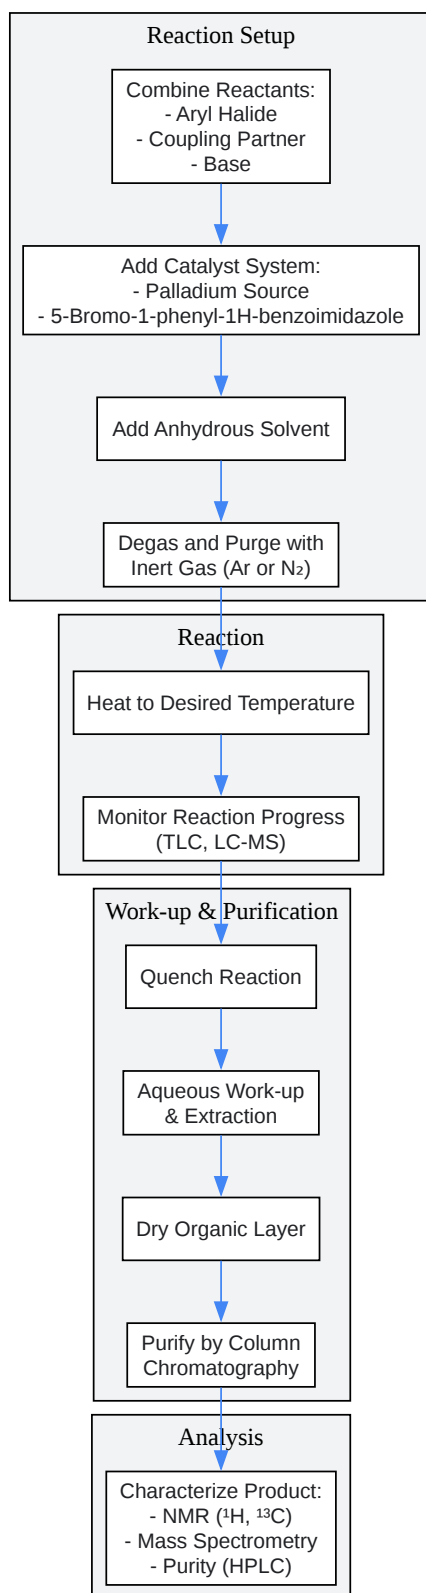 Reaction Setup
Combine Reactants:
- Aryl Halide
- Coupling Partner
- Base
Add Catalyst System:
- Palladium Source
- 5-Bromo-1-phenyl-1H-benzoimidazole
Add Anhydrous Solvent
Degas and Purge with
Inert Gas (Ar or N₂)
Reaction
Heat to Desired Temperature
Monitor Reaction Progress
(TLC, LC-MS)
Work-up & Purification
Quench Reaction
Aqueous Work-up
& Extraction
Dry Organic Layer
Purify by Column
Chromatography
Analysis
Characterize Product:
- NMR (¹H, ¹³C)
- Mass Spectrometry
- Purity (HPLC)